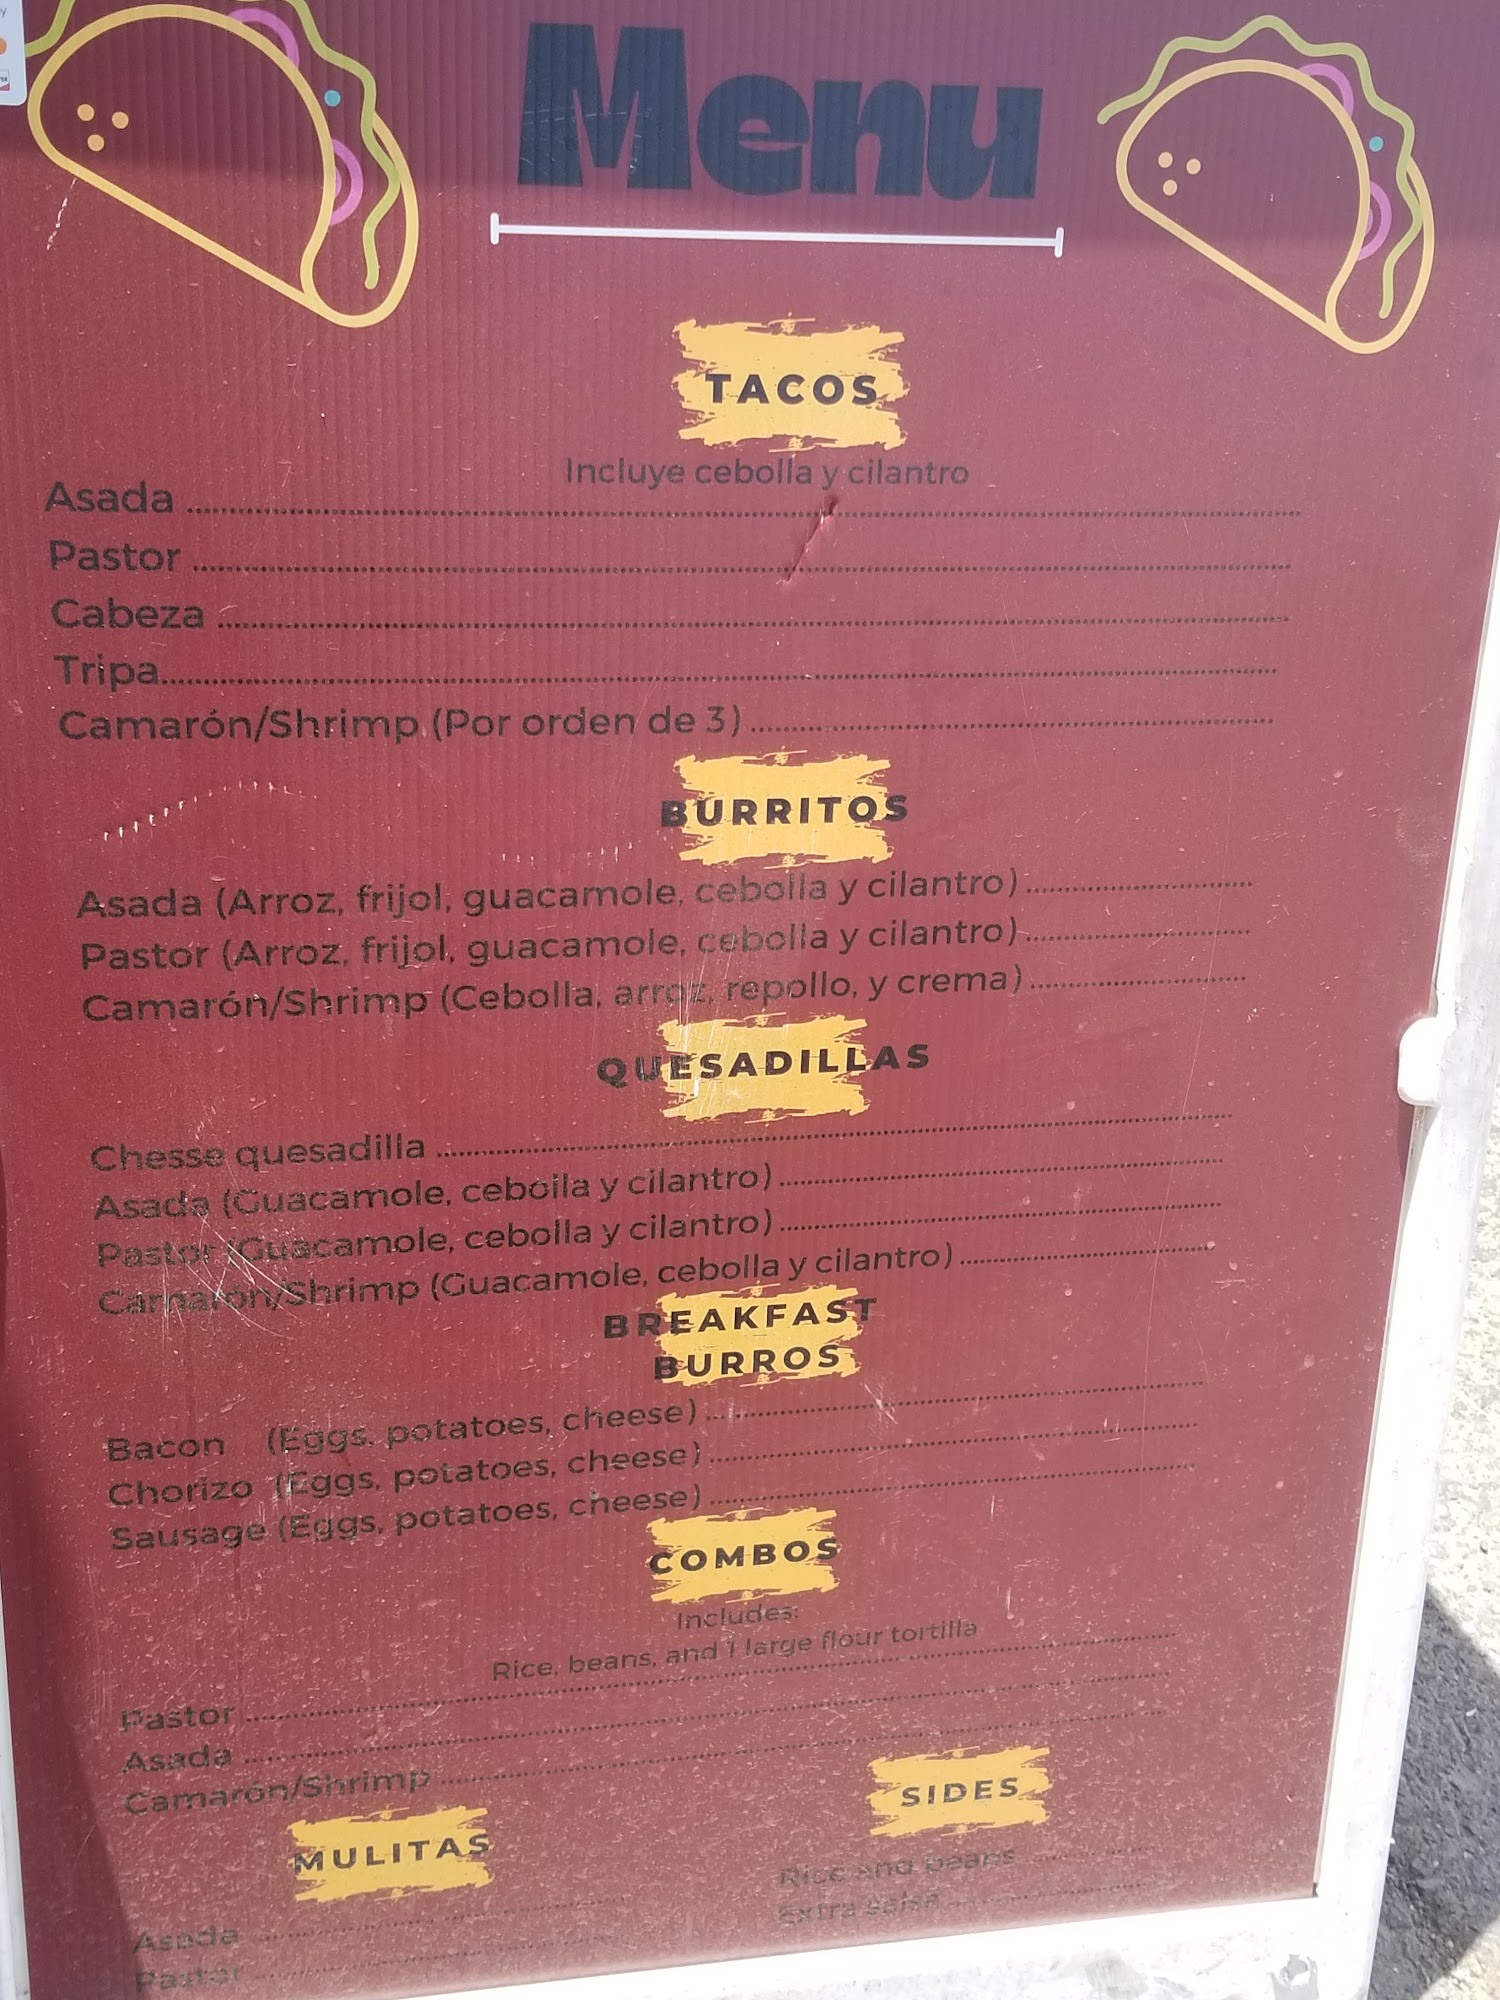 Menu
TACOS
Incluye cebolla y cilantro
Asada
Pastor
Cabeza
Tripa
Camarón/Shrimp (Por orden de 3)
BURRITOS
Asada (Arroz, frijol, guacamole, cebolla y cilantro)
Pastor (Arroz, frijol, guacamole, cebolla y cilantro)
Camarón/Shrimp (Cebolla, arroz, repollo, y crema)
QUESADILLAS
Chesse quesadilla
Asada (Guacamole, cebolla y cilantro)
Pastor (Guacamole, cebolla y cilantro)
Camarón/Shrimp (Guacamole, cebolla y cilantro)
BREAKFAST
BURROS
Bacon (Eggs, potatoes, cheese)
Chorizo (Eggs, potatoes, cheese)
Sausage (Eggs, potatoes, cheese)
COMBOS
Includes:
Rice, beans, and 1 large flour tortilla
Pastor
Asada
Camarón/Shrimp
MULITAS
Asada
Pastor
SIDES
Rice and beans
Extra salsa